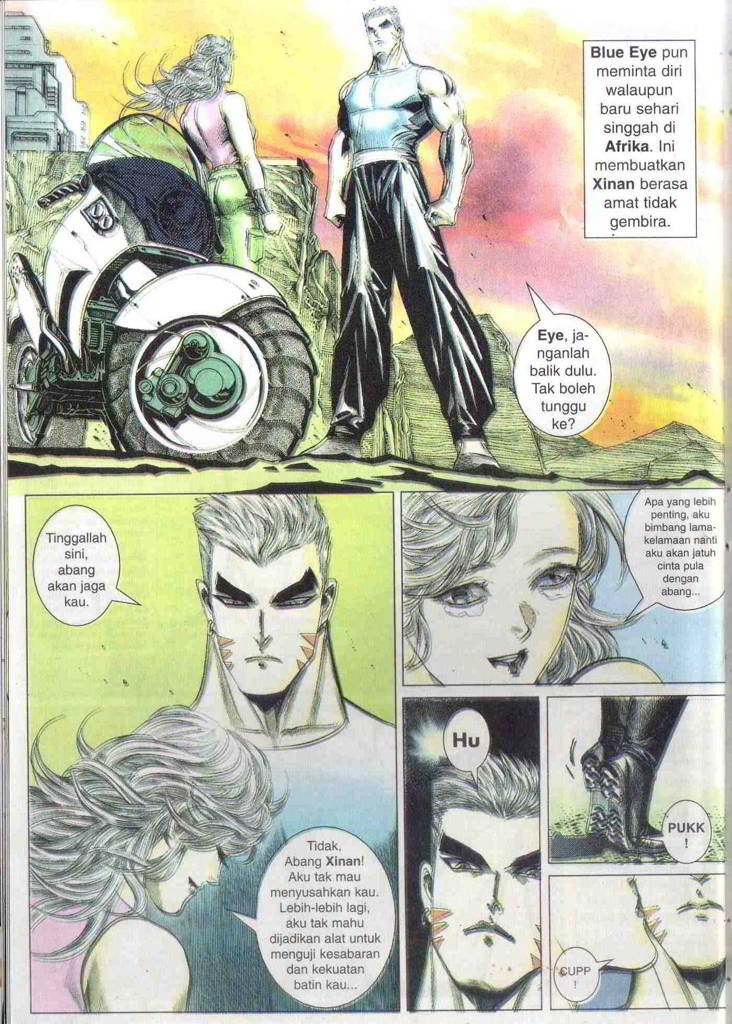 Blue Eye pun
meminta diri
walaupun
baru sehari
singgah di
Afrika. Ini
membuatkan
Xinan berasa
amat tidak
gembira.
Eye, ja-
nganlah
balik dulu.
Tak boleh
tunggu
ke?
Tinggallah
sini,
abang
akan jaga
kau.
Tidak,
Abang Xinan!
Aku tak mau
menyusahkan kau.
Lebih-lebih lagi,
aku tak mahu
dijadikan alat untuk
menguji kesabaran
dan kekuatan
batin kau...
Apa yang lebih
penting, aku
bimbang lama-
kelamaan nanti
aku akan jatuh
cinta pula
dengan
abang...
Hu
PUKK
!
CUPP
!